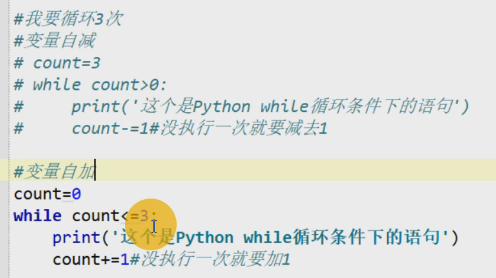 #我要循环3次
#变量自减
# count=3
# while count>0:
#     print('这个是Python while循环条件下的语句')
#     count-=1#没执行一次就要减去1
#变量自加
count=0
while count<=3:
    print('这个是Python while循环条件下的语句')
    count+=1#没执行一次就要加1